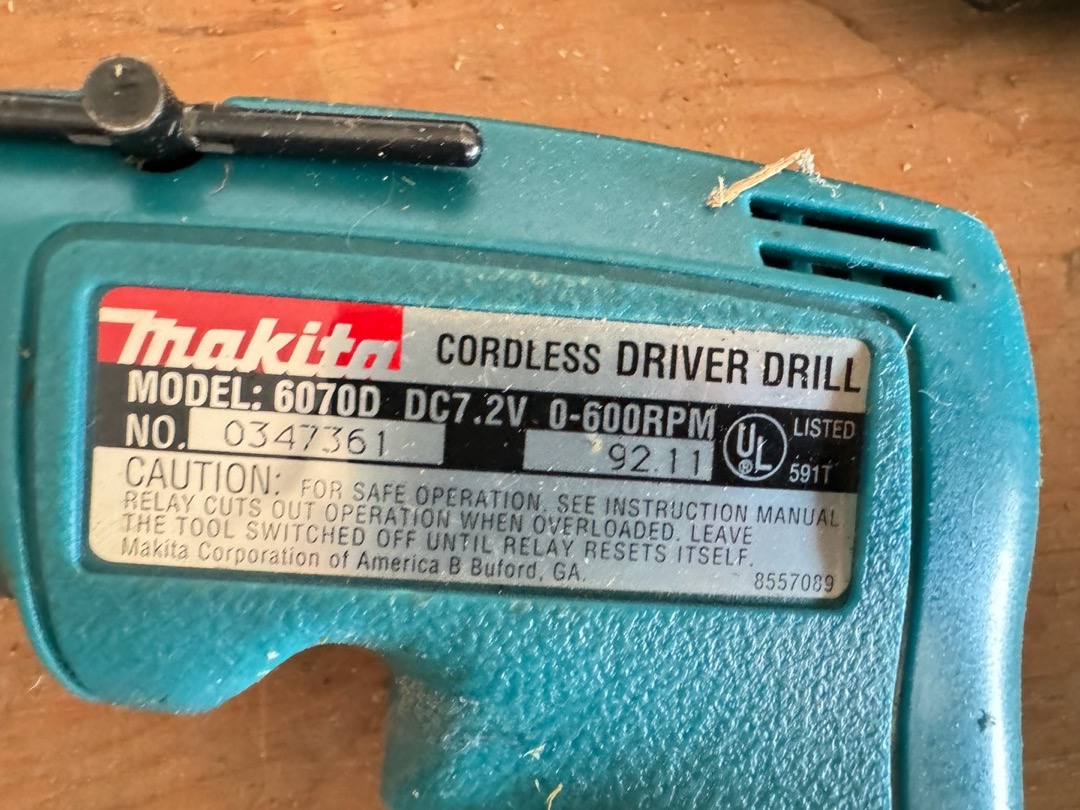 makita CORDLESS DRIVER DRILL
MODEL: 6070D DC7.2V 0-600RPM
NO. 0347361 92.11 UL ® LISTED 591T
CAUTION: FOR SAFE OPERATION. SEE INSTRUCTION MANUAL
RELAY CUTS OUT OPERATION WHEN OVERLOADED. LEAVE
THE TOOL SWITCHED OFF UNTIL RELAY RESETS ITSELF.
Makita Corporation of America B Buford, GA.
8557089